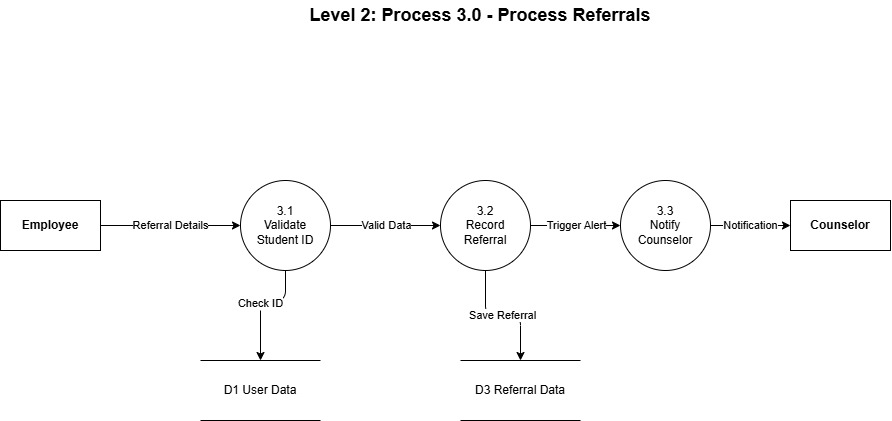 Level 2: Process 3.0 - Process Referrals
Employee
Referral Details
3.1
Validate
Student ID
Valid Data
3.2
Record
Referral
Trigger Alert
3.3
Notify
Counselor
Notification
Counselor
Check ID
Save Referral
D1 User Data
D3 Referral Data